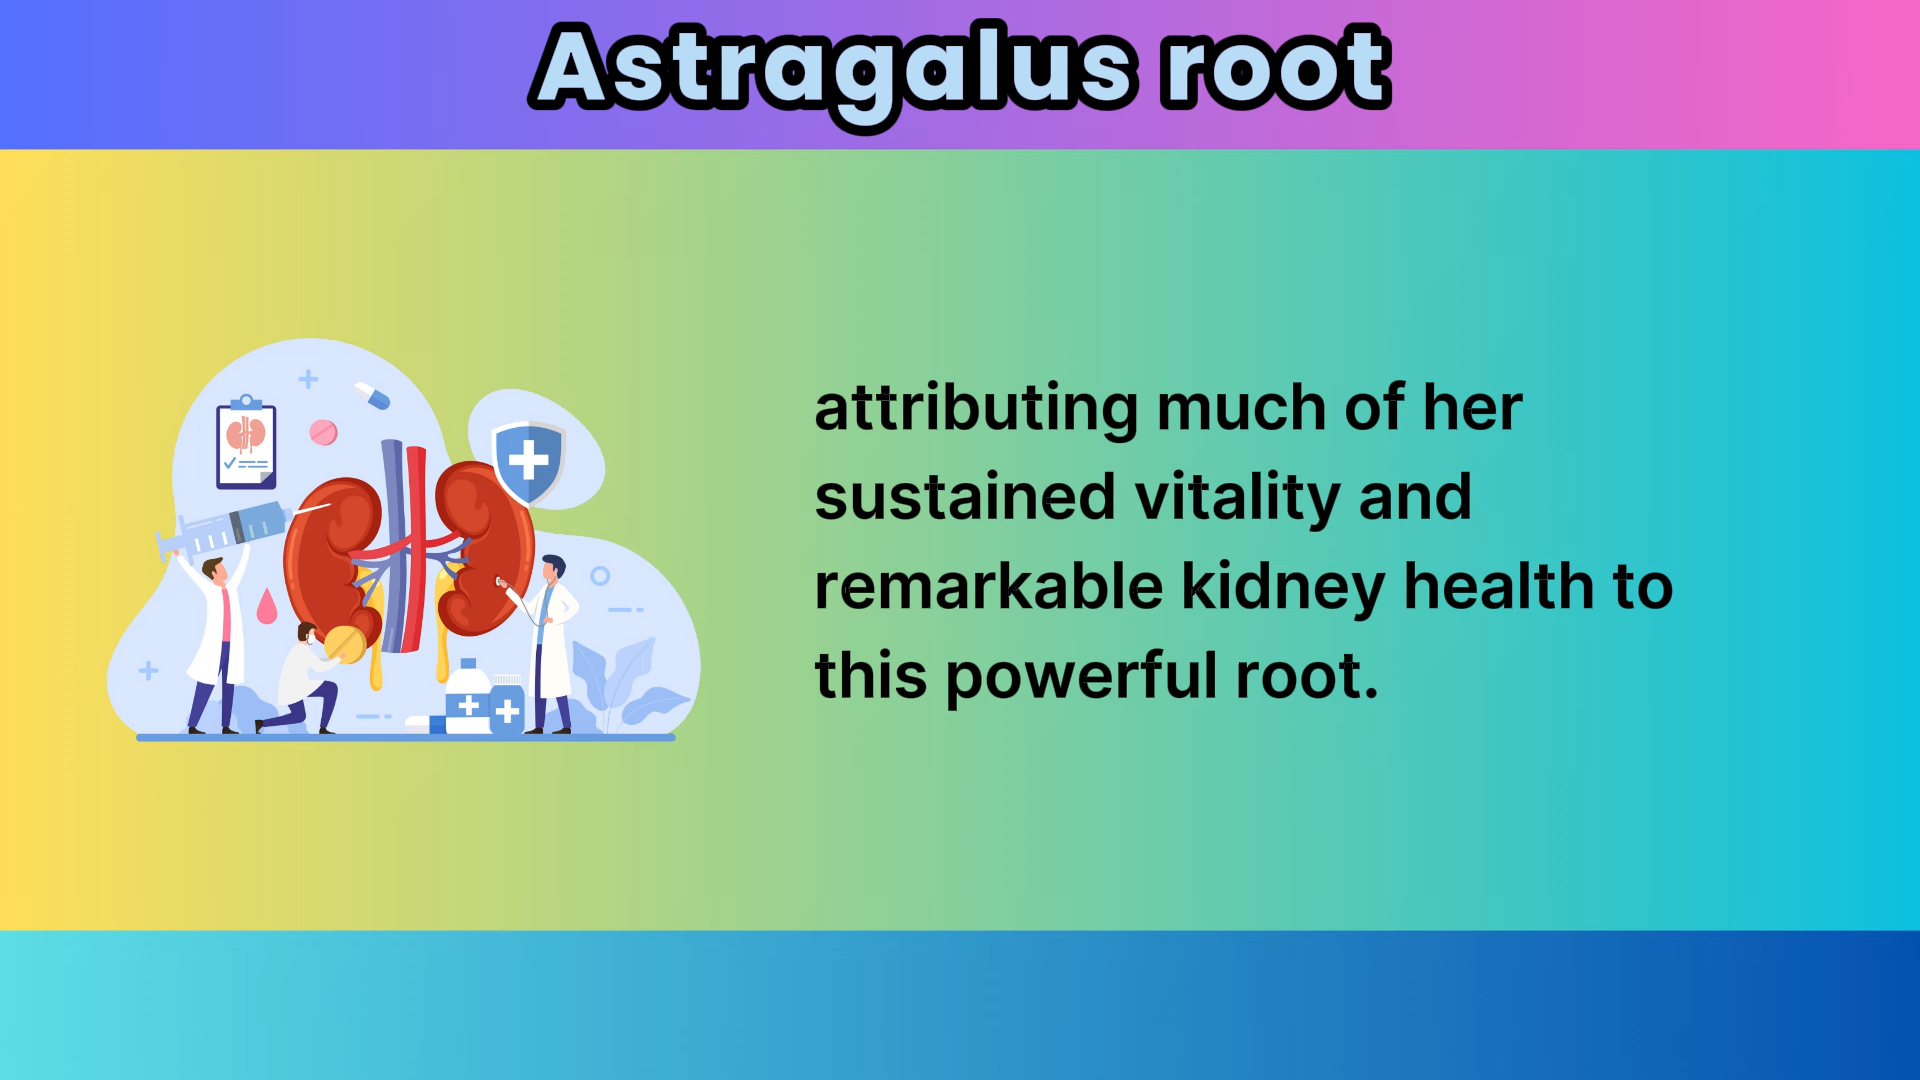 Astragalus root
attributing much of her
sustained vitality and
remarkable kidney health to
this powerful root.